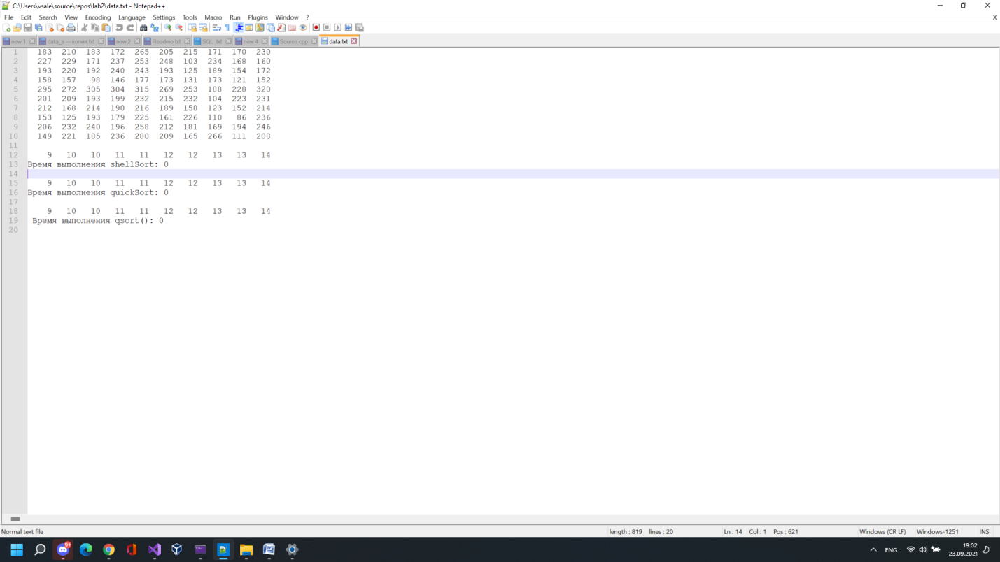 C:\Users\vsale\source\repos\lab2\data.txt - Notepad++
File Edit Search View Encoding Language Settings Tools Macro Run Plugins Window ? X
new 1 data_s — копия.txt new 2 Readme.txt SQL .txt new 4 Source.cpp data.txt
1 183 210 183 172 265 205 215 171 170 230
2 227 229 171 237 253 248 103 234 168 160
3 193 220 192 240 243 193 125 189 154 172
4 158 157 98 146 177 173 131 173 121 152
5 295 272 305 304 315 269 253 188 228 320
6 201 209 193 199 232 215 232 104 223 231
7 212 168 214 190 216 189 158 123 152 214
8 153 125 193 179 225 161 226 110 86 236
9 206 232 240 196 258 212 181 169 194 246
10 149 221 185 236 280 209 165 266 111 208
11
12 9 10 10 11 11 12 12 13 13 14
13 Время выполнения shellSort: 0
14
15 9 10 10 11 11 12 12 13 13 14
16 Время выполнения quickSort: 0
17
18 9 10 10 11 11 12 12 13 13 14
19 Время выполнения qsort(): 0
20
Normal text file length : 819 lines : 20 Ln : 14 Col : 1 Pos : 621 Windows (CR LF) Windows-1251 INS
9+ ENG 19:02
23.09.2021